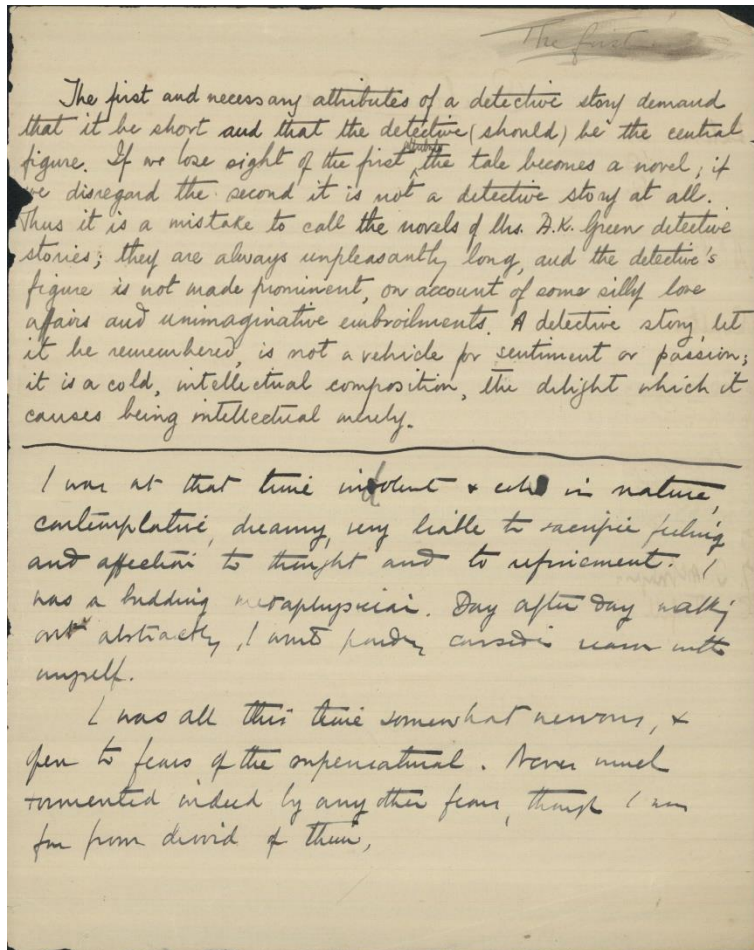 The first
The first and necessary attributes of a detective story demand
that it be short and that the detective (should) be the central
figure. If we lose sight of the first attribute the tale becomes a novel; if
we disregard the second it is not a detective story at all.
Thus it is a mistake to call the novels of Mrs. A.K. Green detective
stories; they are always unpleasantly long, and the detective's
figure is not made prominent, on account of some silly love
affairs and unimaginative embroilments. A detective story, let
it be remembered, is not a vehicle for sentiment or passion;
it is a cold, intellectual composition, the delight which it
causes being intellectual merely.
I was at that time indolent & cold in nature,
contemplative, dreamy, very liable to sacrifice feeling
and affection to thought and to refinement. I
was a budding metaphysician. Day after day walking
out abstractly, I went reason with
myself.
I was all this time somewhat nervous, &
open to fears of the supernatural. Never much
tormented indeed by any other fears, though I was
far from devoid of them,